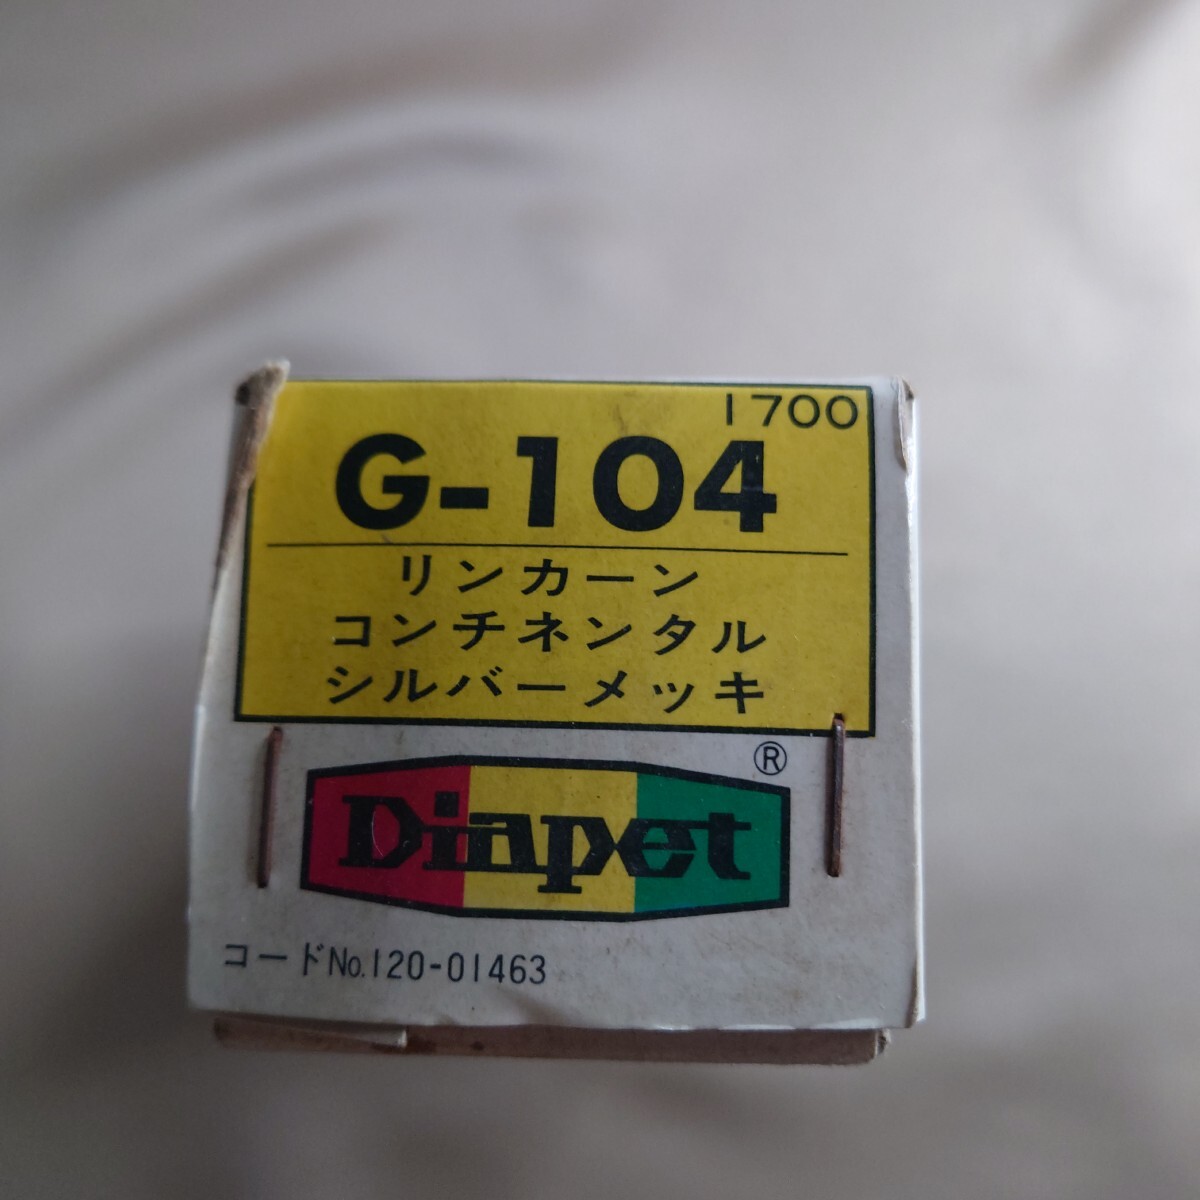 1700
G-104
リンカーン
コンチネンタル
シルバーメッキ
®
Diapet
コードNo.120-01463